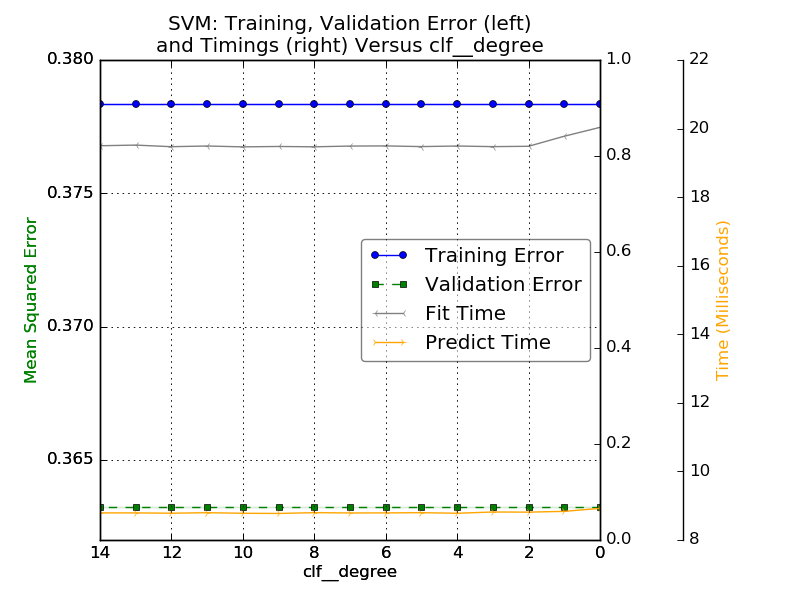 SVM: Training, Validation Error (left)
and Timings (right) Versus clf__degree
0.380
0.375
0.370
0.365
Mean Squared Error
1.0
0.8
0.6
0.4
0.2
0.0
22
20
18
16
14
12
10
8
Time (Milliseconds)
Training Error
Validation Error
Fit Time
Predict Time
14 12 10 8 6 4 2 0
clf__degree